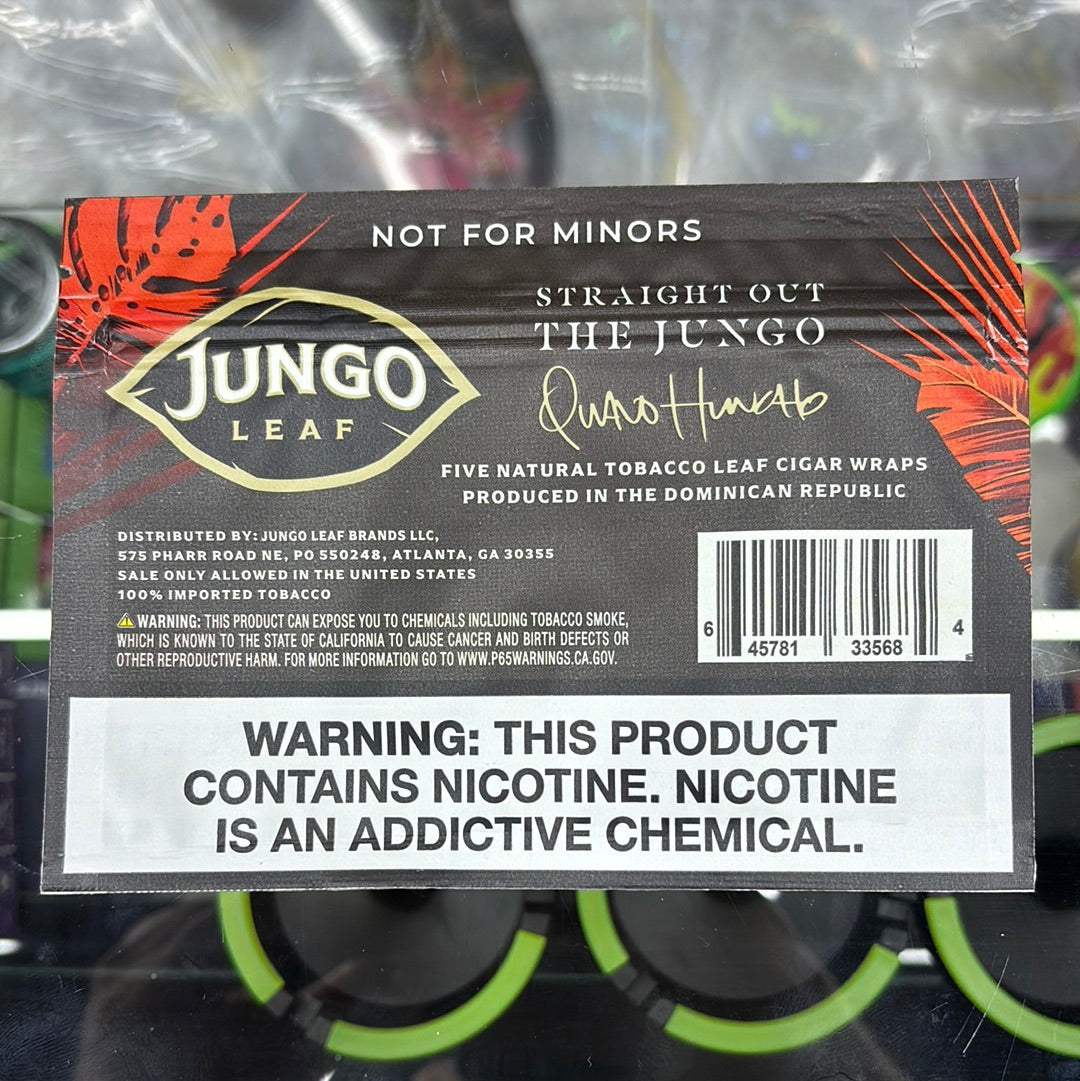 NOT FOR MINORS
JUNGO
LEAF
STRAIGHT OUT
THE JUNGO
FIVE NATURAL TOBACCO LEAF CIGAR WRAPS
PRODUCED IN THE DOMINICAN REPUBLIC
DISTRIBUTED BY: JUNGO LEAF BRANDS LLC,
575 PHARR ROAD NE, PO 550248, ATLANTA, GA 30355
SALE ONLY ALLOWED IN THE UNITED STATES
100% IMPORTED TOBACCO
WARNING: THIS PRODUCT CAN EXPOSE YOU TO CHEMICALS INCLUDING TOBACCO SMOKE,
WHICH IS KNOWN TO THE STATE OF CALIFORNIA TO CAUSE CANCER AND BIRTH DEFECTS OR
OTHER REPRODUCTIVE HARM. FOR MORE INFORMATION GO TO WWW.P65WARNINGS.CA.GOV.
6 45781 33568 4
WARNING: THIS PRODUCT
CONTAINS NICOTINE. NICOTINE
IS AN ADDICTIVE CHEMICAL.